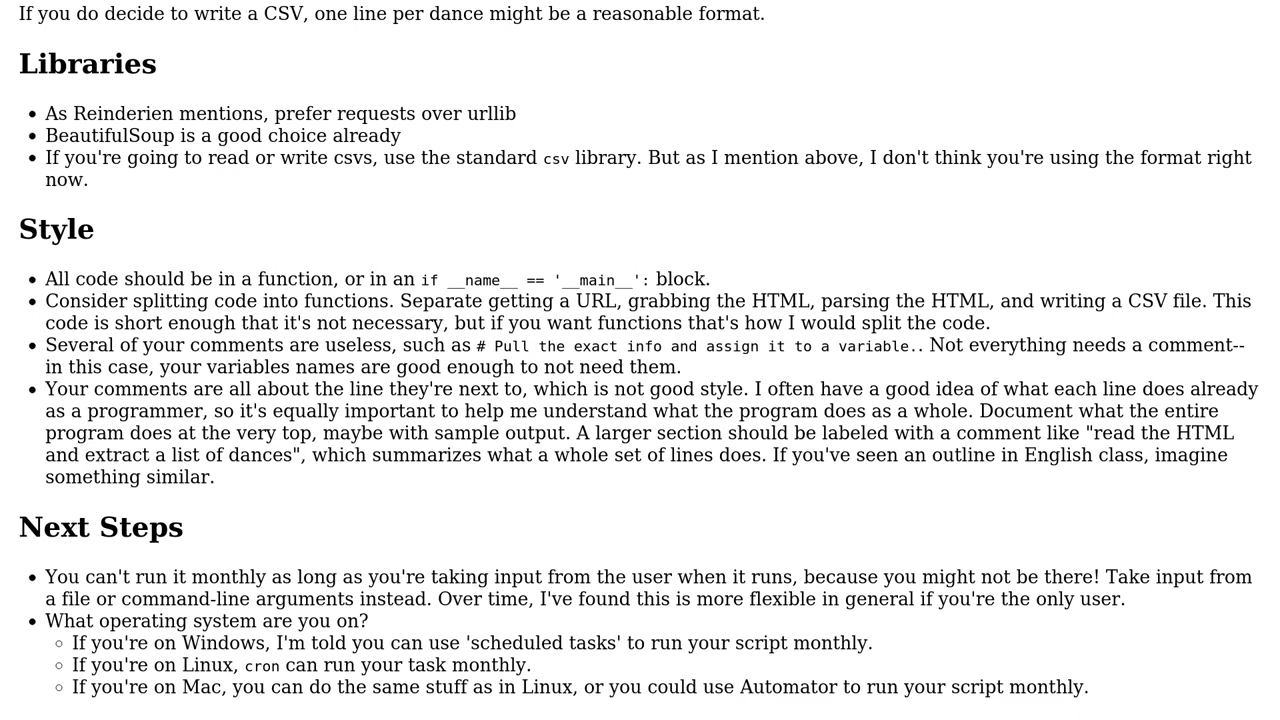 If you do decide to write a CSV, one line per dance might be a reasonable format.
Libraries
• As Reinderien mentions, prefer requests over urllib
• BeautifulSoup is a good choice already
• If you're going to read or write csvs, use the standard csv library. But as I mention above, I don't think you're using the format right
now.
Style
• All code should be in a function, or in an if __name__ == '__main__': block.
• Consider splitting code into functions. Separate getting a URL, grabbing the HTML, parsing the HTML, and writing a CSV file. This
code is short enough that it's not necessary, but if you want functions that's how I would split the code.
• Several of your comments are useless, such as # Pull the exact info and assign it to a variable.. Not everything needs a comment--
in this case, your variables names are good enough to not need them.
• Your comments are all about the line they're next to, which is not good style. I often have a good idea of what each line does already
as a programmer, so it's equally important to help me understand what the program does as a whole. Document what the entire
program does at the very top, maybe with sample output. A larger section should be labeled with a comment like "read the HTML
and extract a list of dances", which summarizes what a whole set of lines does. If you've seen an outline in English class, imagine
something similar.
Next Steps
• You can't run it monthly as long as you're taking input from the user when it runs, because you might not be there! Take input from
a file or command-line arguments instead. Over time, I've found this is more flexible in general if you're the only user.
• What operating system are you on?
◦ If you're on Windows, I'm told you can use 'scheduled tasks' to run your script monthly.
◦ If you're on Linux, cron can run your task monthly.
◦ If you're on Mac, you can do the same stuff as in Linux, or you could use Automator to run your script monthly.